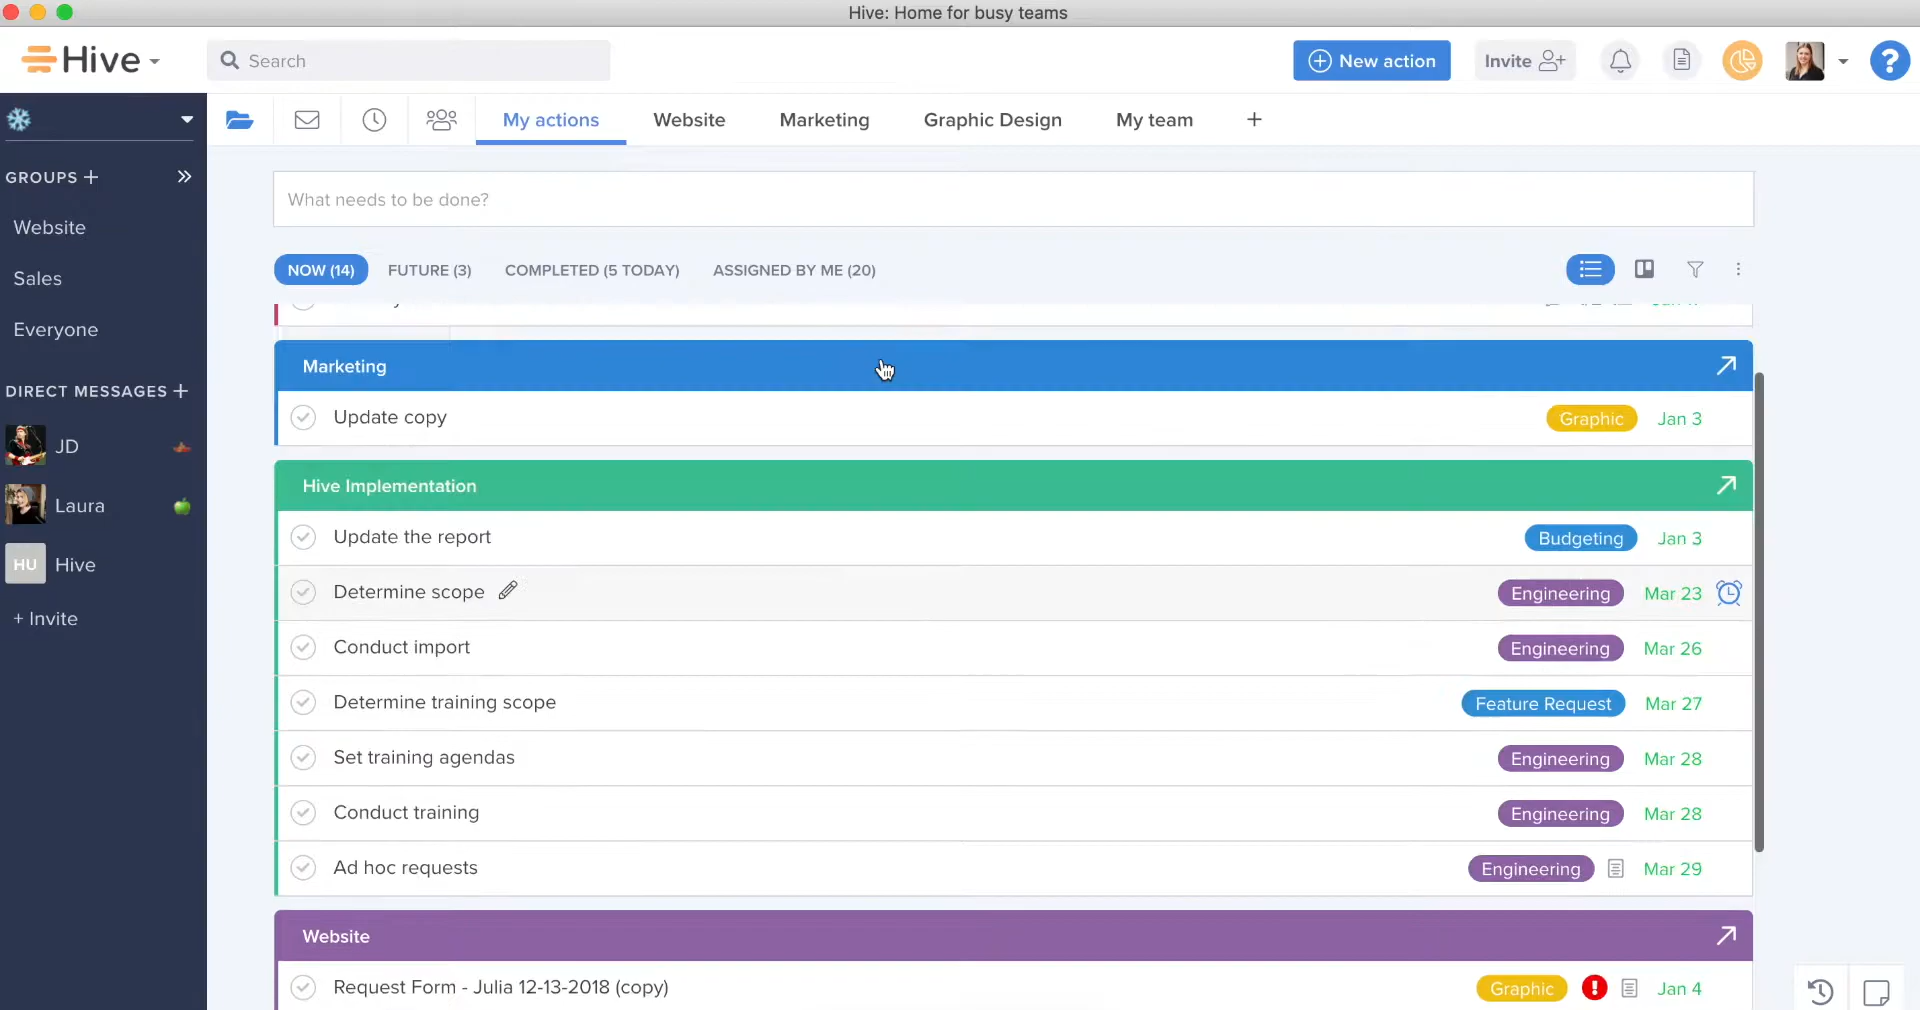 Hive: Home for busy teams
Hive
Search
New action
Invite
?
My actions
Website
Marketing
Graphic Design
My team
+
GROUPS +
What needs to be done?
Website
NOW (14)
FUTURE (3)
COMPLETED (5 TODAY)
ASSIGNED BY ME (20)
Sales
Everyone
DIRECT MESSAGES +
JD
Laura
HU Hive
+ Invite
Marketing
Update copy Graphic Jan 3
Hive Implementation
Update the report Budgeting Jan 3
Determine scope Engineering Mar 23
Conduct import Engineering Mar 26
Determine training scope Feature Request Mar 27
Set training agendas Engineering Mar 28
Conduct training Engineering Mar 28
Ad hoc requests Engineering Mar 29
Website
Request Form - Julia 12-13-2018 (copy) Graphic ! Jan 4